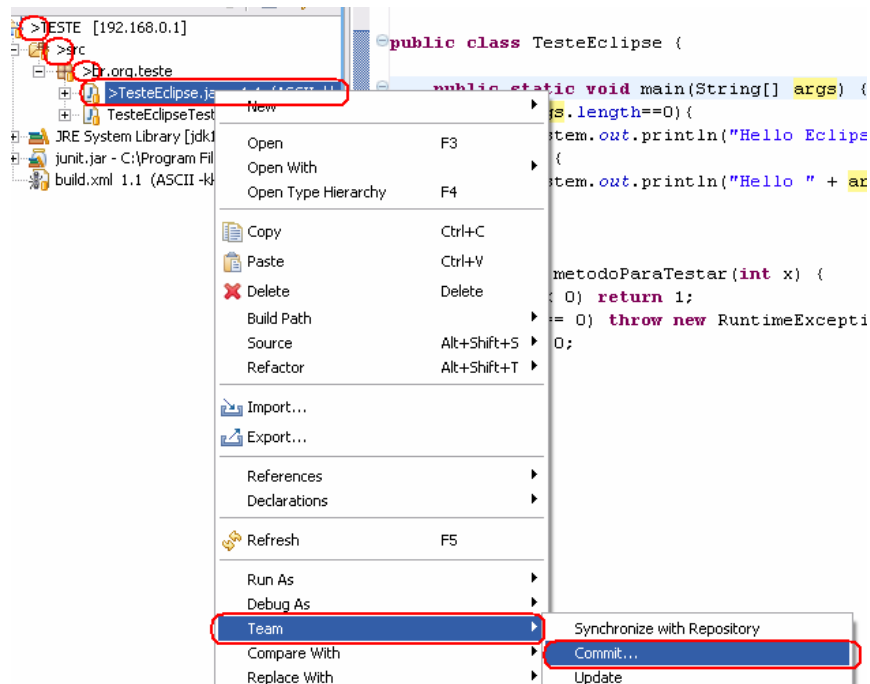 >TESTE [192.168.0.1]
>src
>br.org.teste
>TesteEclipse.ja
TesteEclipseTest
JRE System Library [jdk1
junit.jar - C:\Program Fil
build.xml 1.1 (ASCII -kk
public class TesteEclipse {
public static void main(String[] args) {
gs.length==0){
stem.out.println("Hello Eclips
{
stem.out.println("Hello " + ar
metodoParaTestar(int x) {
0) return 1;
== 0) throw new RuntimeExcepti
0;
New
Open F3
Open With
Open Type Hierarchy F4
Copy Ctrl+C
Paste Ctrl+V
Delete Delete
Build Path
Source Alt+Shift+S
Refactor Alt+Shift+T
Import...
Export...
References
Declarations
Refresh F5
Run As
Debug As
Team
Compare With
Replace With
Synchronize with Repository
Commit...
Update